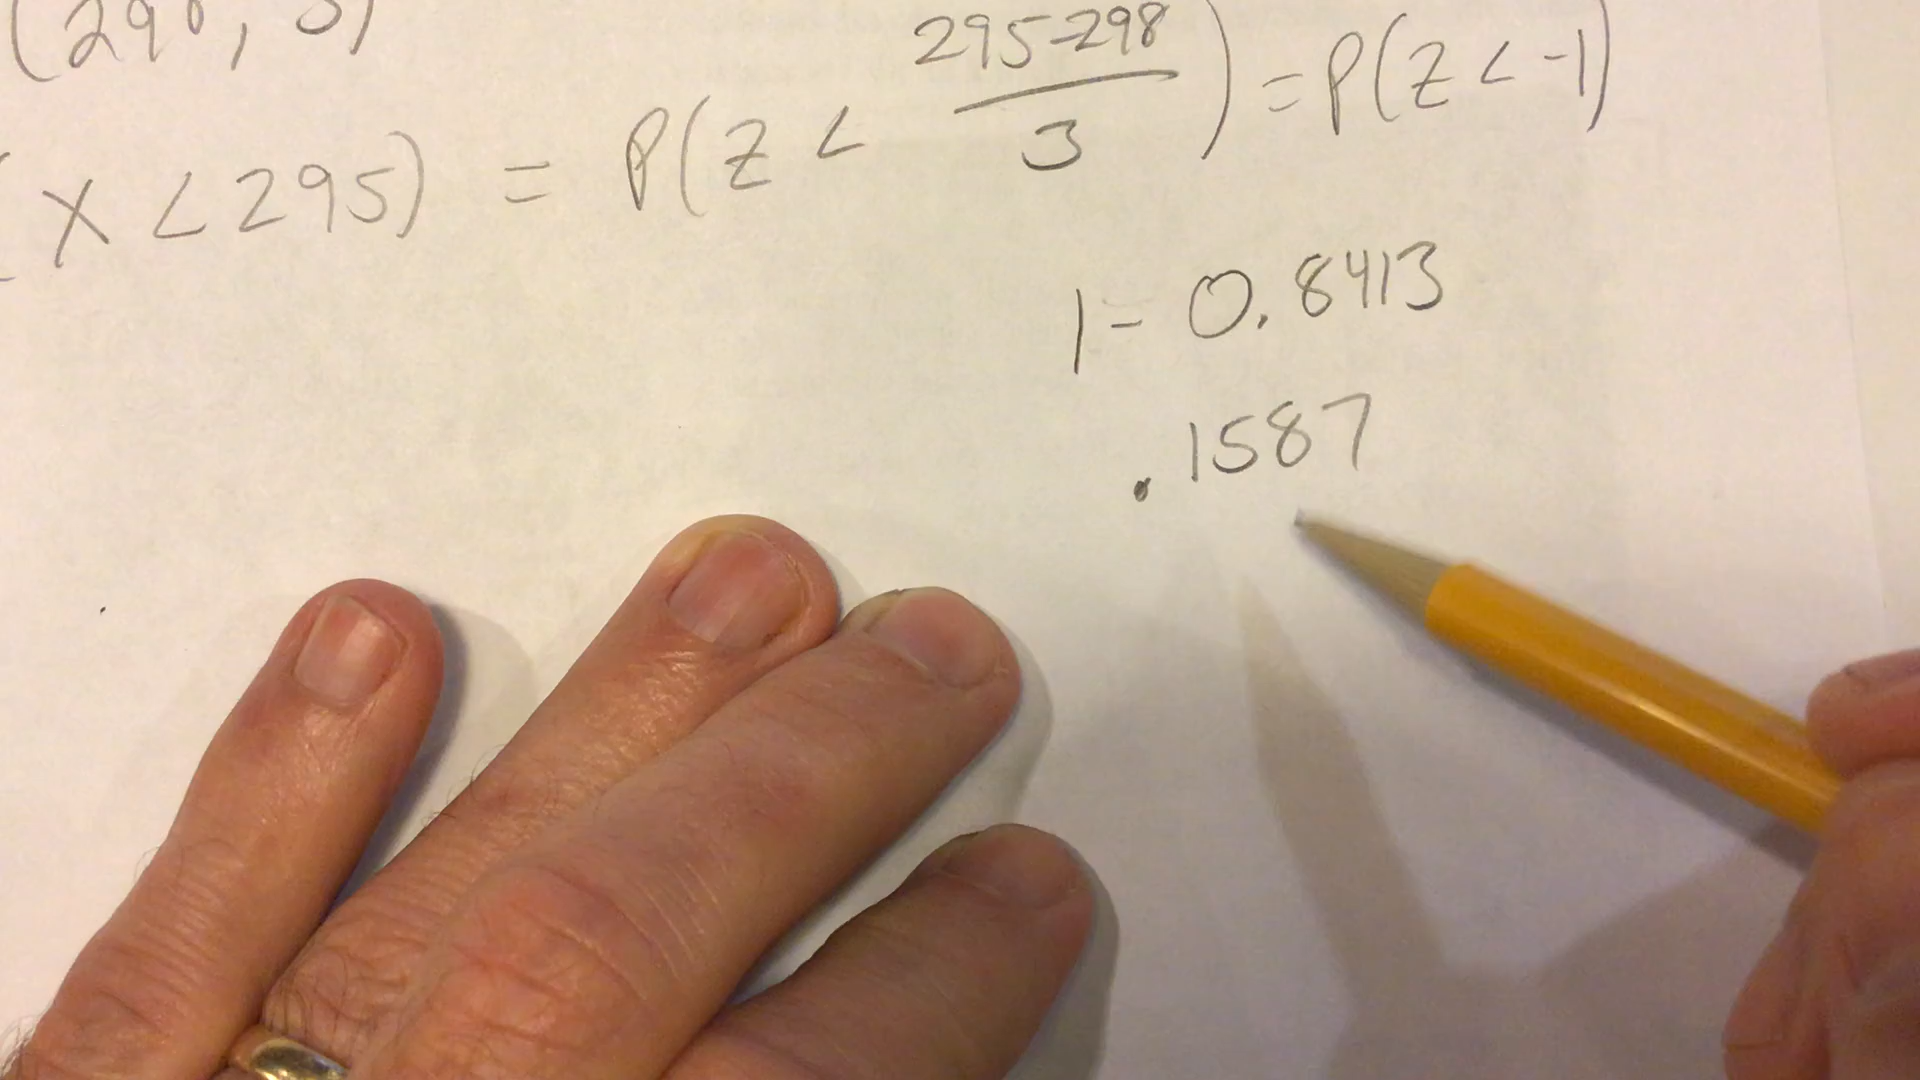 (298, 3)
X < 295) = P(Z < 295-298 / 3) = P(Z < -1)
1 - 0.8413
.1587